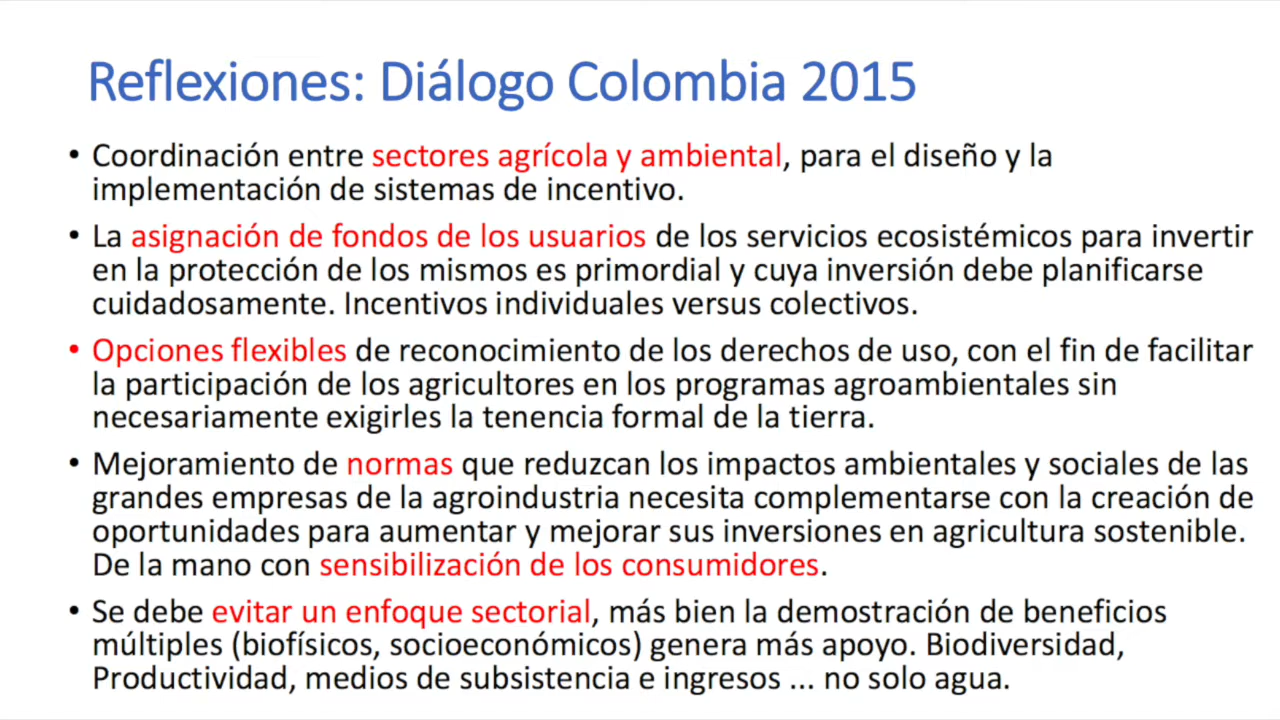 Reflexiones: Diálogo Colombia 2015
• Coordinación entre sectores agrícola y ambiental, para el diseño y la
implementación de sistemas de incentivo.
• La asignación de fondos de los usuarios de los servicios ecosistémicos para invertir
en la protección de los mismos es primordial y cuya inversión debe planificarse
cuidadosamente. Incentivos individuales versus colectivos.
• Opciones flexibles de reconocimiento de los derechos de uso, con el fin de facilitar
la participación de los agricultores en los programas agroambientales sin
necesariamente exigirles la tenencia formal de la tierra.
• Mejoramiento de normas que reduzcan los impactos ambientales y sociales de las
grandes empresas de la agroindustria necesita complementarse con la creación de
oportunidades para aumentar y mejorar sus inversiones en agricultura sostenible.
De la mano con sensibilización de los consumidores.
• Se debe evitar un enfoque sectorial, más bien la demostración de beneficios
múltiples (biofísicos, socioeconómicos) genera más apoyo. Biodiversidad,
Productividad, medios de subsistencia e ingresos ... no solo agua.